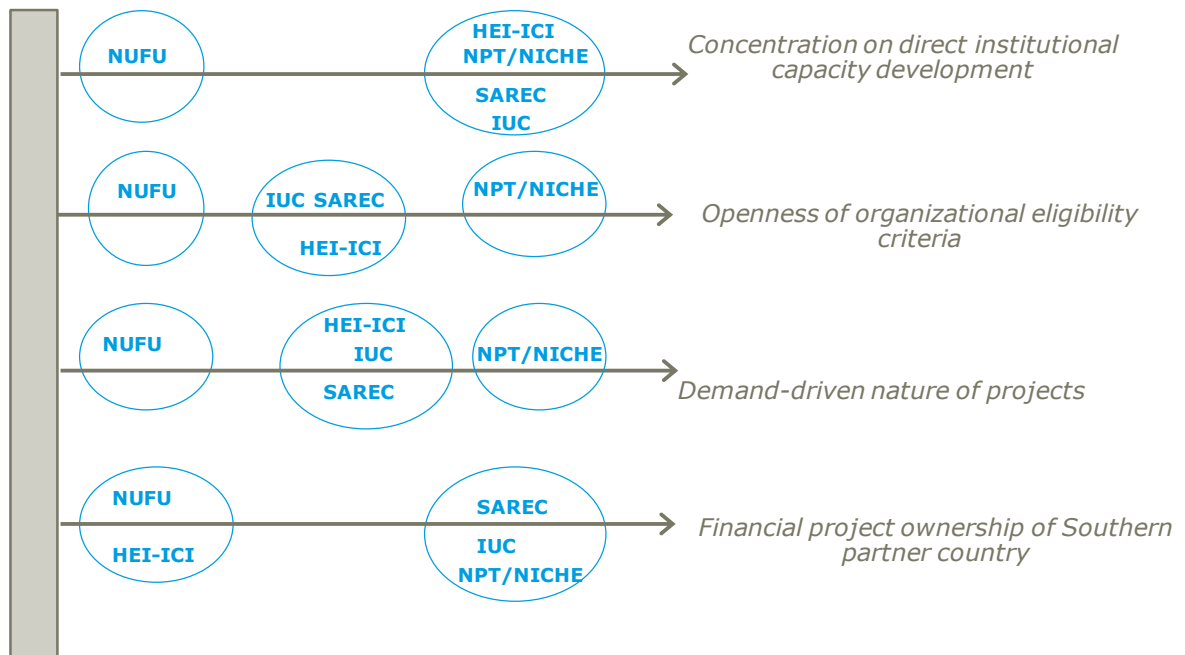 NUFU
HEI-ICI
NPT/NICHE
SAREC
IUC
Concentration on direct institutional
capacity development
NUFU
IUC SAREC
HEI-ICI
NPT/NICHE
Openness of organizational eligibility
criteria
NUFU
HEI-ICI
IUC
SAREC
NPT/NICHE
Demand-driven nature of projects
NUFU
HEI-ICI
SAREC
IUC
NPT/NICHE
Financial project ownership of Southern
partner country